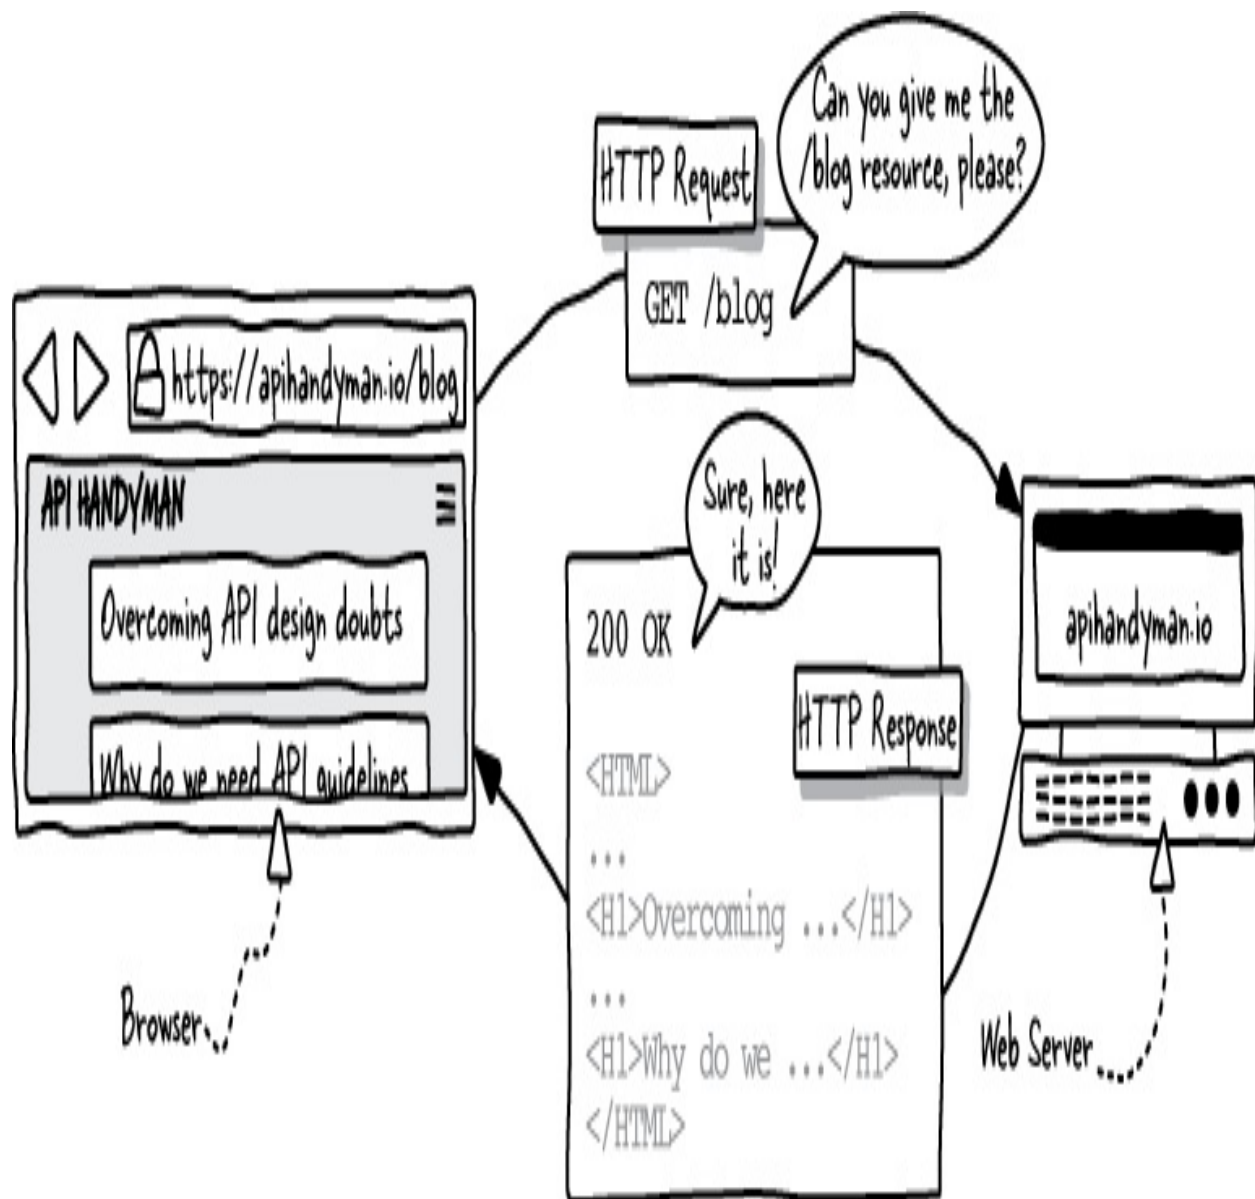 Can you give me the
/blog resource, please?
HTTP Request
GET /blog
https://apihandyman.io/blog
API HANDYMAN
Overcoming API design doubts
Why do we need API guidelines
Browser
Sure, here
it is!
200 OK
HTTP Response
<HTML>
...
<H1>Overcoming ...</H1>
...
<H1>Why do we ...</H1>
</HTML>
apihandyman.io
Web Server